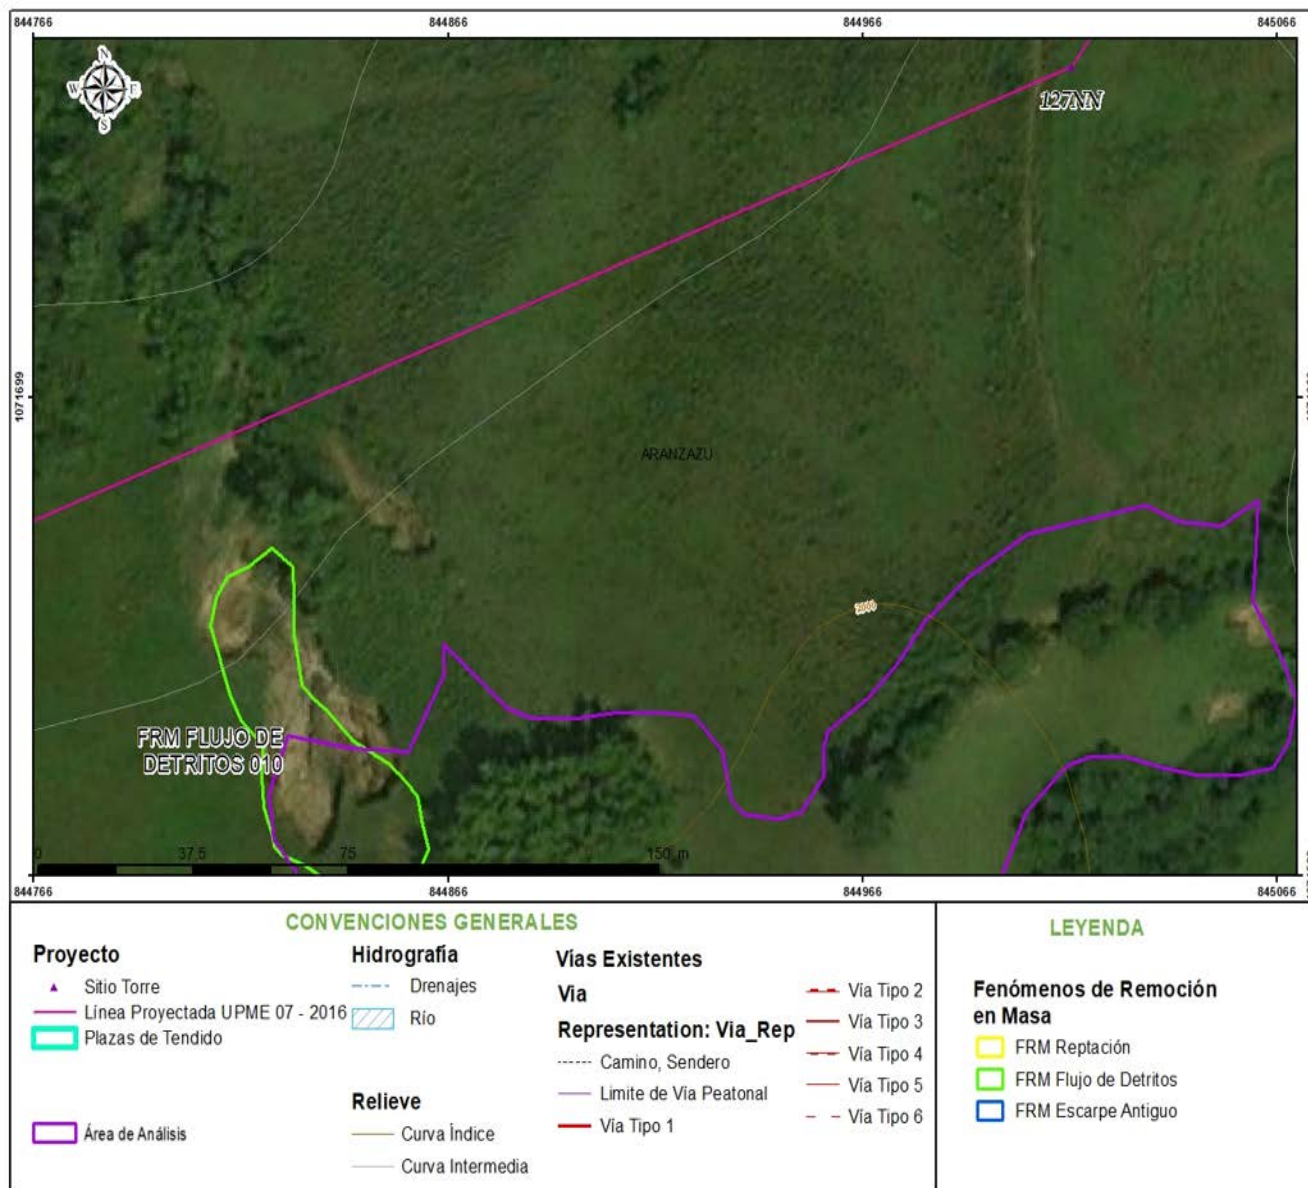 844766
844866
844966
845066
N
W
E
S
127NN
1071699
ARANZAZU
2000
FRM FLUJO DE
DETRITOS 010
0
37,5
75
150 m
844766
844866
844966
845066
CONVENCIONES GENERALES
Proyecto
Sitio Torre
Línea Proyectada UPME 07 - 2016
Plazas de Tendido
Área de Análisis
Hidrografía
Drenajes
Río
Relieve
Curva Índice
Curva Intermedia
Vías Existentes
Via
Representation: Via_Rep
Camino, Sendero
Limite de Vía Peatonal
Vía Tipo 1
Vía Tipo 2
Vía Tipo 3
Vía Tipo 4
Vía Tipo 5
Vía Tipo 6
LEYENDA
Fenómenos de Remoción
en Masa
FRM Reptación
FRM Flujo de Detritos
FRM Escarpe Antiguo